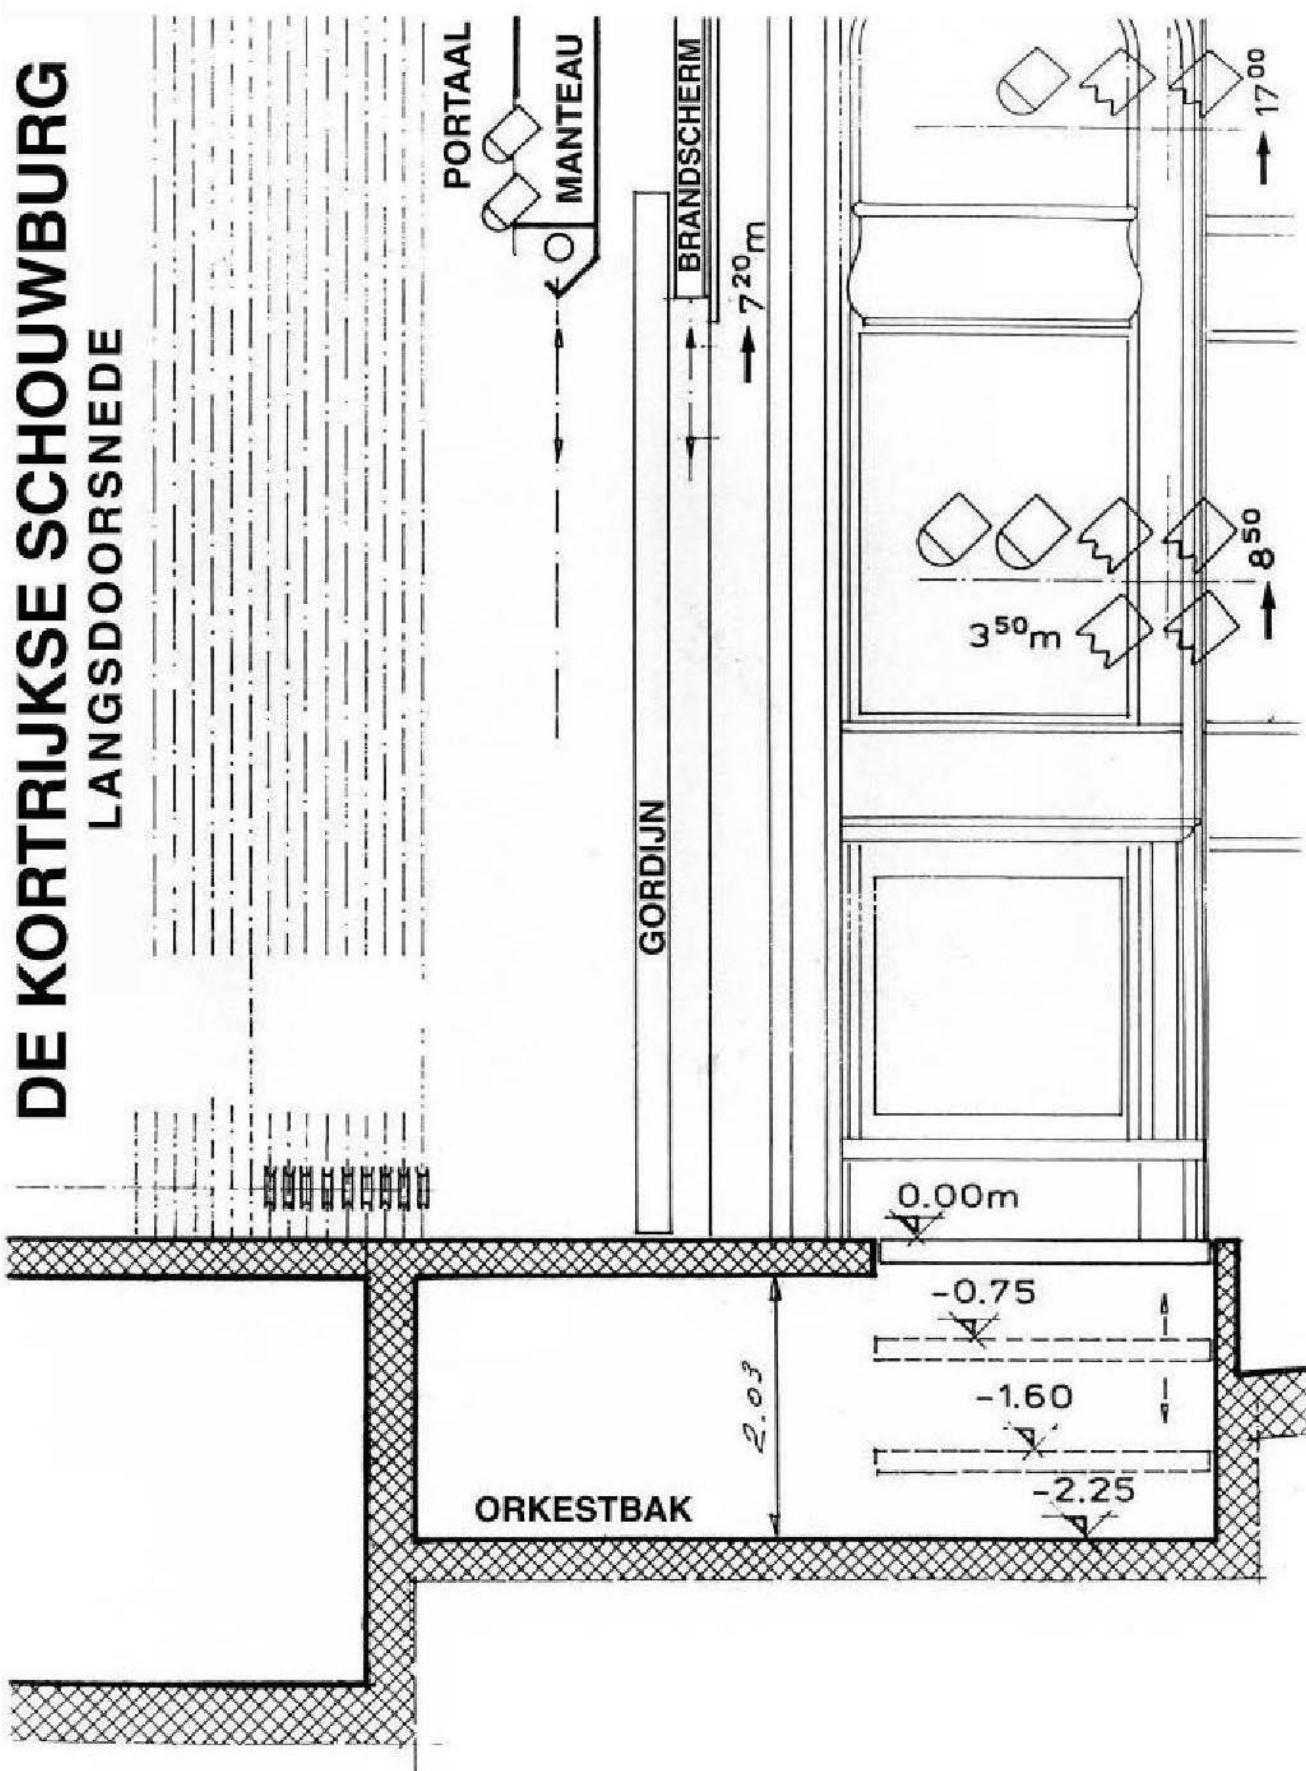 DE KORTRIJKSE SCHOUWBURG
LANGSDOORSNEDE
PORTAAL
MANTEAU
BRANDSCHERM
7²⁰m
17⁰⁰
8⁵⁰
3⁵⁰m
GORDIJN
0.00m
-0.75
-1.60
-2.25
2.03
ORKESTBAK